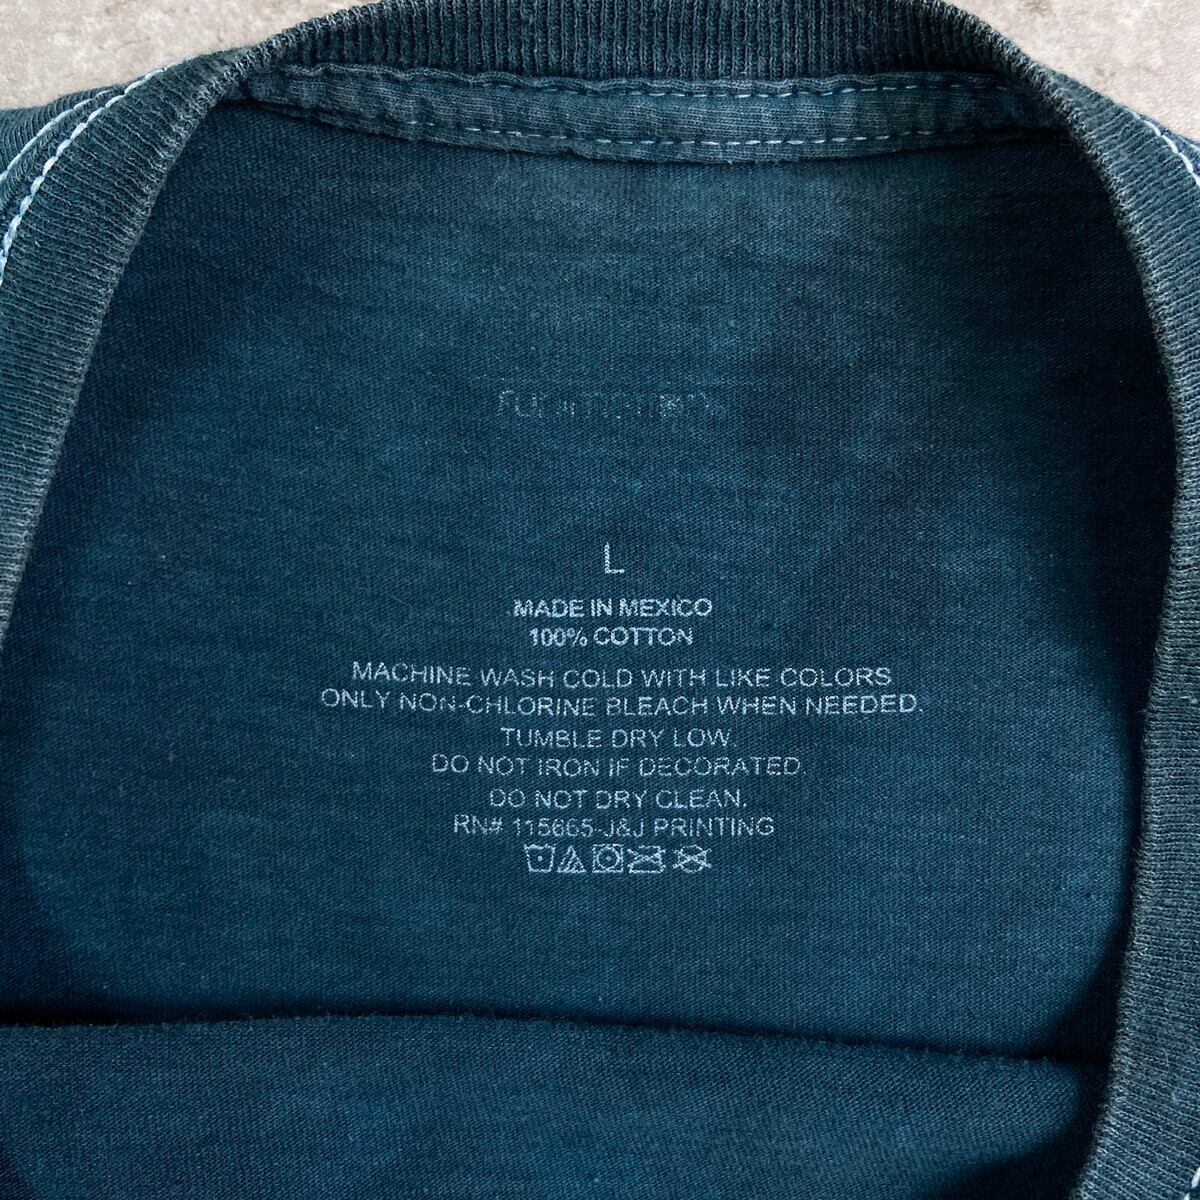 L
MADE IN MEXICO
100% COTTON
MACHINE WASH COLD WITH LIKE COLORS
ONLY NON-CHLORINE BLEACH WHEN NEEDED.
TUMBLE DRY LOW.
DO NOT IRON IF DECORATED.
DO NOT DRY CLEAN.
RN# 115665-J&J PRINTING